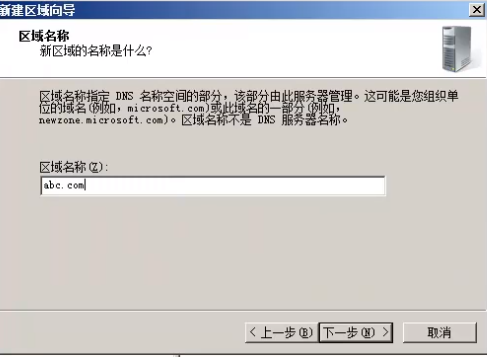 新建区域向导
区域名称
新区域的名称是什么?
区域名称指定 DNS 名称空间的部分，该部分由此服务器管理。这可能是您组织单
位的域名(例如，microsoft.com)或此域名的一部分(例如，
newzone.microsoft.com)。区域名称不是 DNS 服务器名称。
区域名称(Z):
abc.com
< 上一步(B) 下一步(N) > 取消